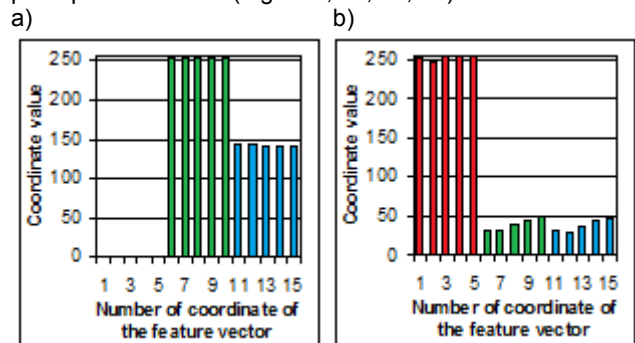 a) b)
250
200
150
100
50
0
Coordinate value
1 3 5 7 9 11 13 15
Number of coordinate of
the feature vector
250
200
150
100
50
0
Coordinate value
1 3 5 7 9 11 13 15
Number of coordinate of
the feature vector